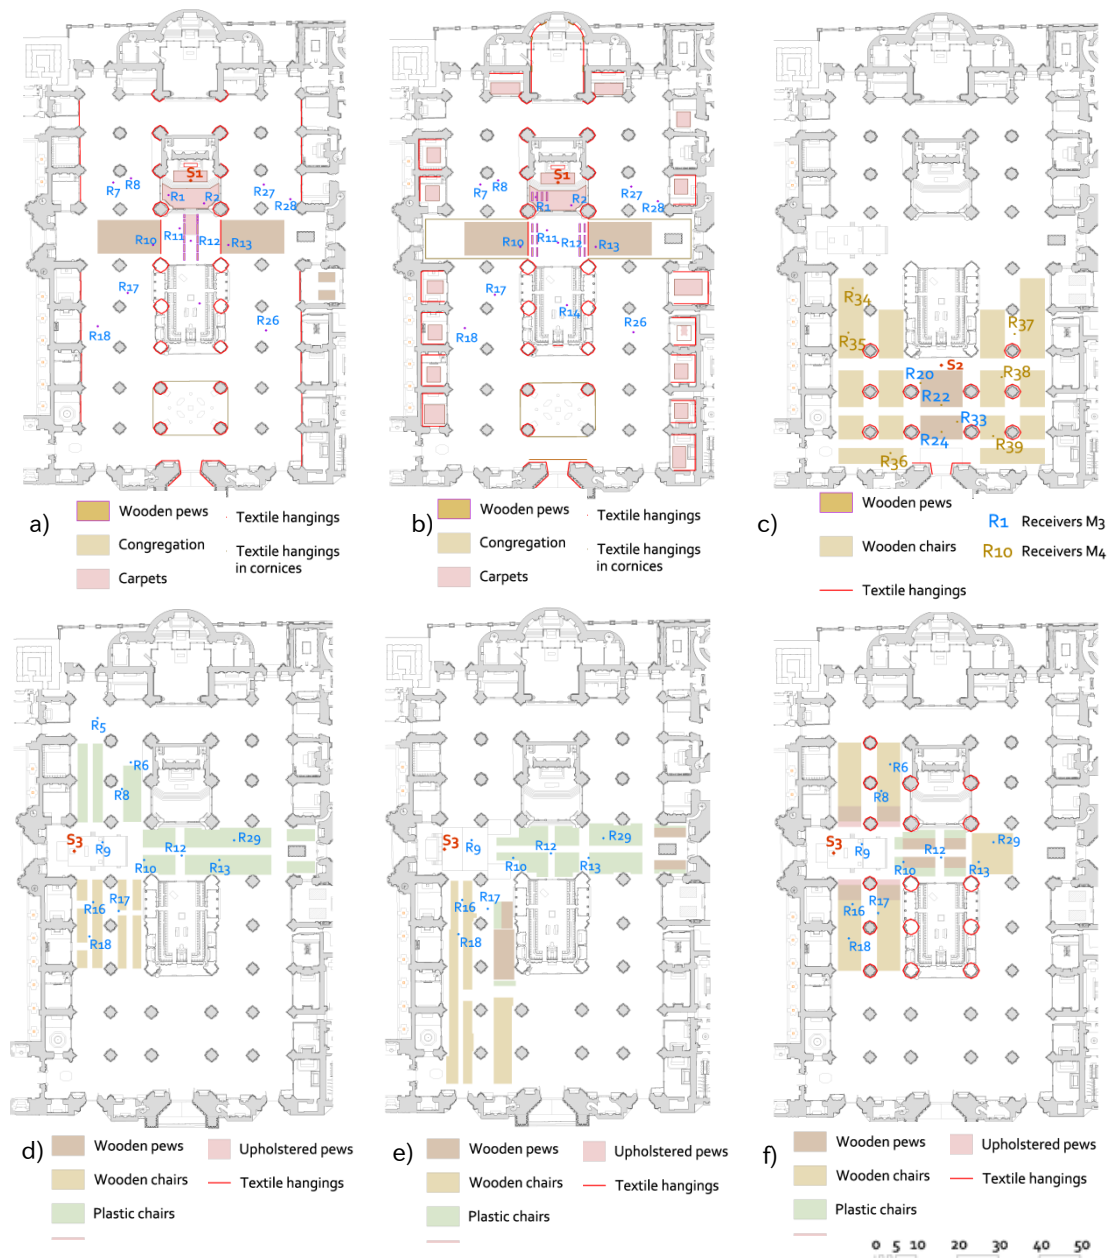 S1
R7
R8
R1
R2
R27
R28
R11
R10
R12
R13
R17
R18
R26
a)
Wooden pews
Textile hangings
Congregation
Textile hangings
in cornices
Carpets
S1
R7
R8
R1
R2
R27
R28
R11
R10
R12
R13
R17
R14
R18
R26
b)
Wooden pews
Textile hangings
Congregation
Textile hangings
in cornices
Carpets
R34
R35
R37
S2
R20
R38
R22
R33
R24
R39
R36
c)
Wooden pews
R1 Receivers M3
Wooden chairs
R10 Receivers M4
Textile hangings
R5
R6
R8
S3
R9
R12
R29
R10
R13
R16
R17
R18
d)
Wooden pews
Upholstered pews
Wooden chairs
Textile hangings
Plastic chairs
S3
R9
R12
R29
R10
R13
R16
R17
R18
e)
Wooden pews
Upholstered pews
Wooden chairs
Textile hangings
Plastic chairs
R6
R8
S3
R9
R12
R29
R10
R13
R16
R17
R18
f)
Wooden pews
Upholstered pews
Wooden chairs
Textile hangings
Plastic chairs
0 5 10 20 30 40 50